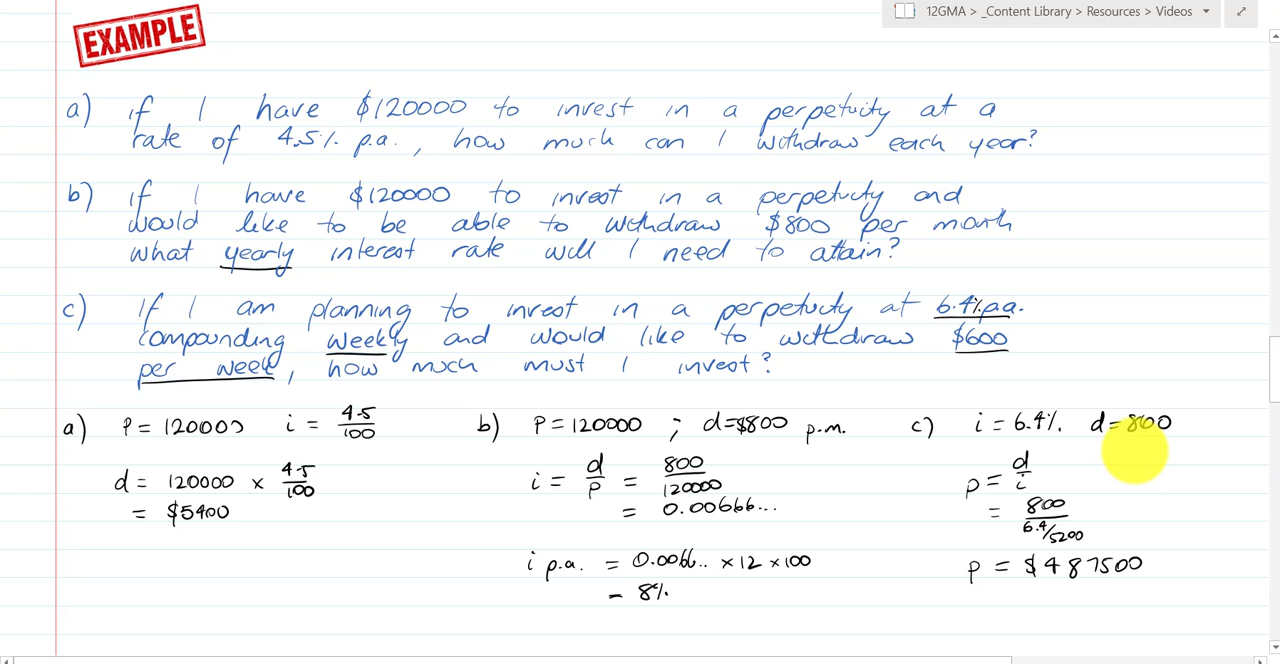 12GMA > _Content Library > Resources > Videos
EXAMPLE
a) If I have $120000 to invest in a perpetuity at a
rate of 4.5% p.a., how much can I withdraw each year?
b) If I have $120000 to invest in a perpetuity and
would like to be able to withdraw $800 per month
what yearly interest rate will I need to attain?
c) If I am planning to invest in a perpetuity at 6.4% p.a.
compounding weekly and would like to withdraw $600
per week, how much must I invest?
a) P = 120000 i = 4.5/100
d = 120000 × 4.5/100
= $5400
b) P = 120000 ; d = $800 p.m.
i = d/P = 800/120000
= 0.00666...
i p.a. = 0.0066.. × 12 × 100
= 8%
c) i = 6.4% d = 800
P = d/i
= 800/6.4/5200
P = $487500